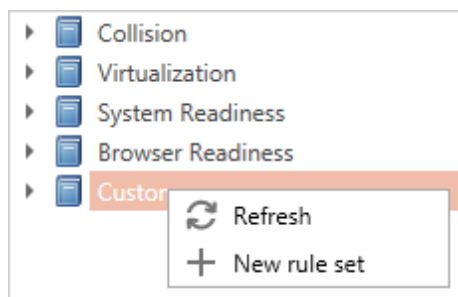 Collision
Virtualization
System Readiness
Browser Readiness
Refresh
New rule set